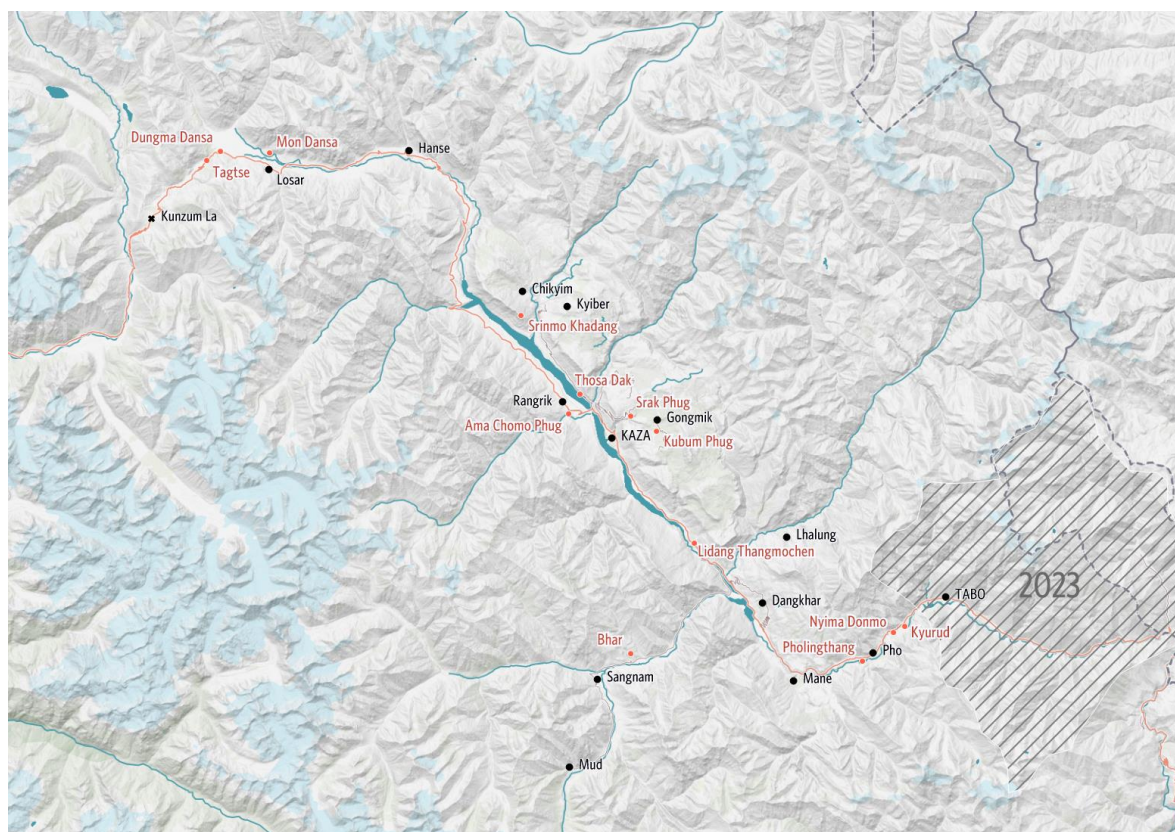 Dungma Dansa
Mon Dansa
Hanse
Tagtse
Losar
Kunzum La
Chikyim
Kyiber
Srinmo Khadang
Thosa Dak
Rangrik
Srak Phug
Ama Chomo Phug
Gongmik
KAZA
Kubum Phug
Lhalung
Lidang Thangmochen
2023
TABO
Dangkhar
Nyima Donmo
Kyurud
Bhar
Pholingthang
Pho
Sangnam
Mane
Mud